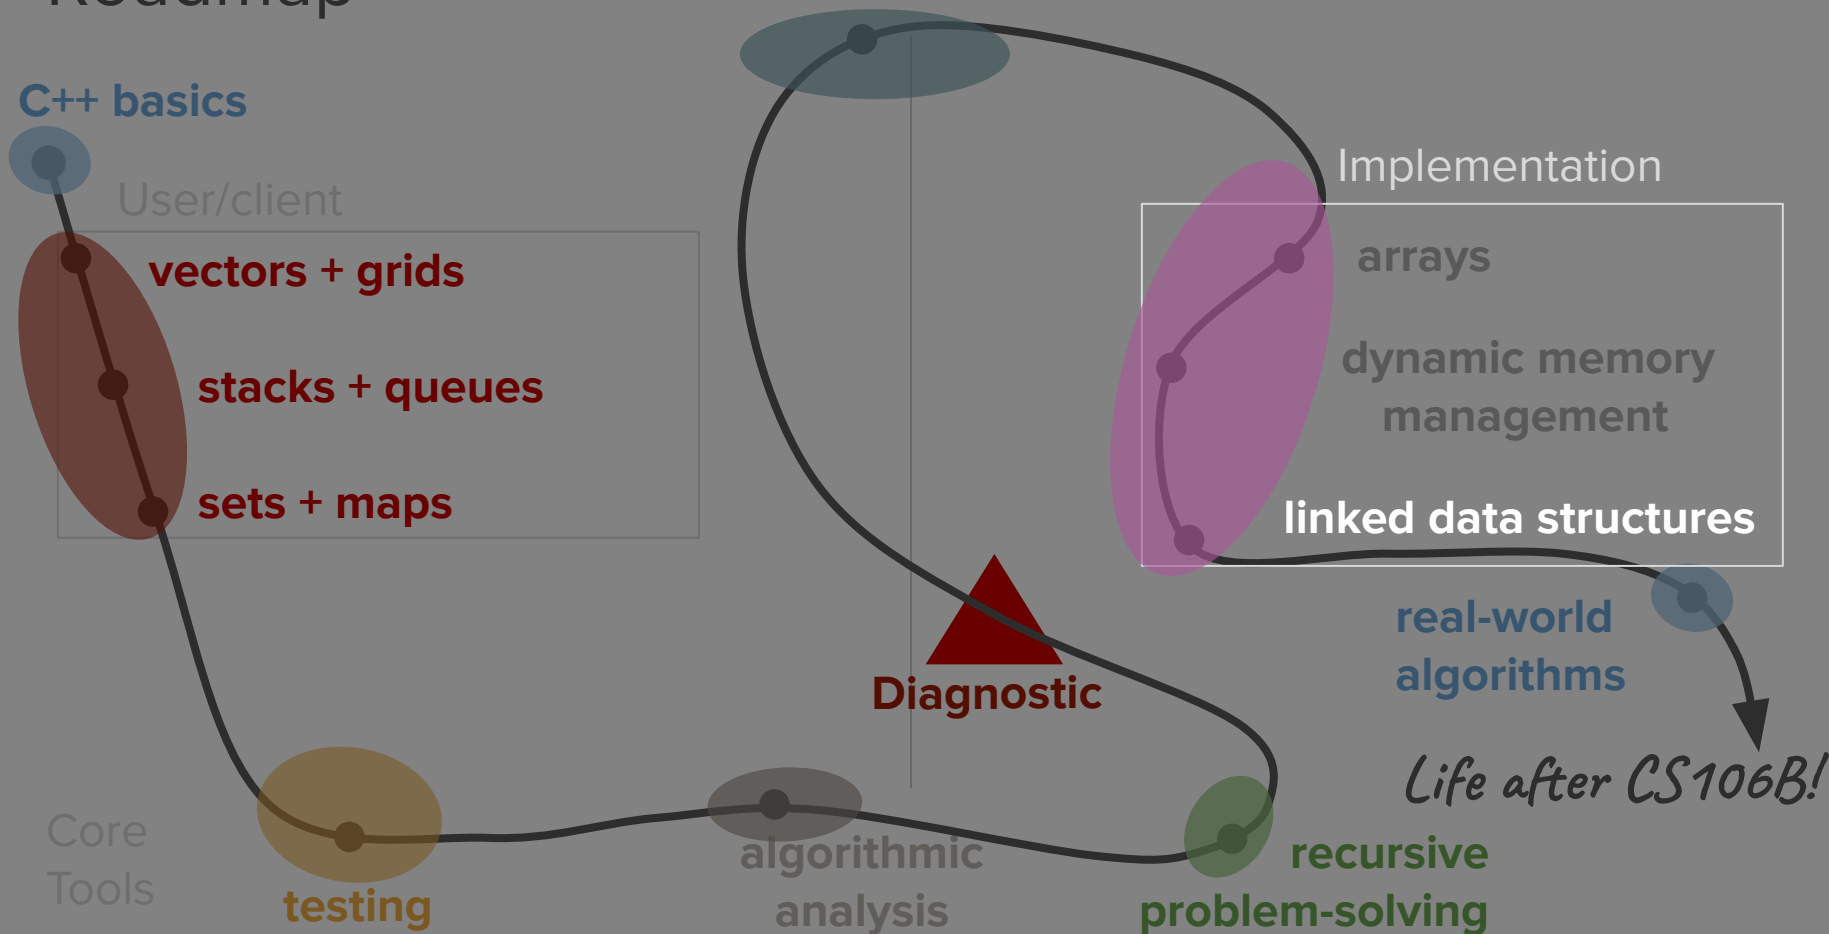 Roadmap
C++ basics
User/client
vectors + grids
stacks + queues
sets + maps
Implementation
arrays
dynamic memory
management
linked data structures
real-world
algorithms
Diagnostic
Life after CS106B!
Core
Tools
testing
algorithmic
analysis
recursive
problem-solving